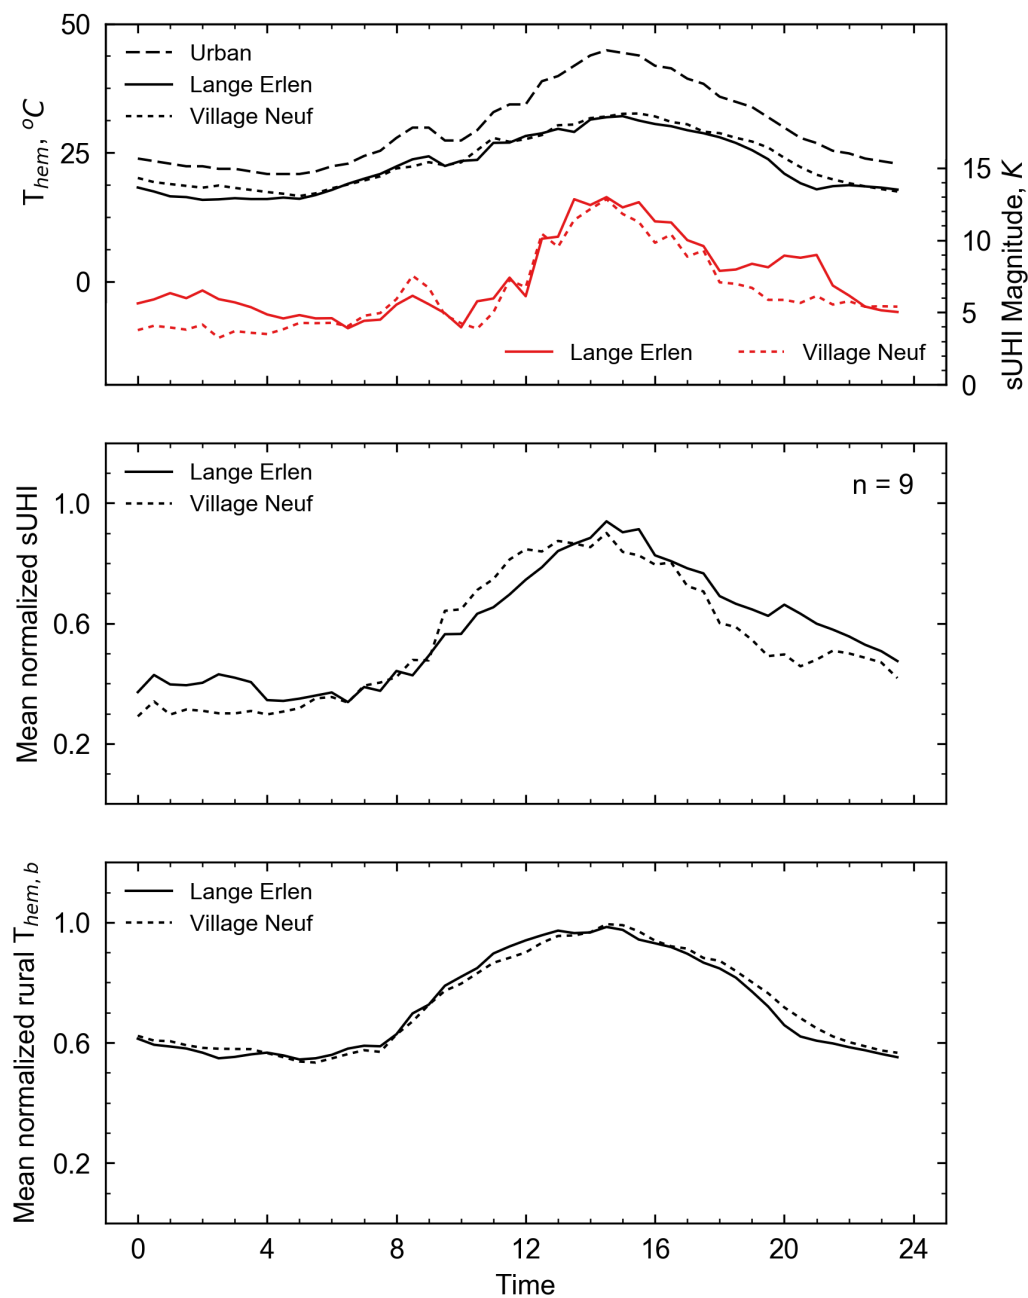 50
25
0
T_hem, °C
Urban
Lange Erlen
Village Neuf
15
10
5
0
sUHI Magnitude, K
Lange Erlen Village Neuf
1.0
0.6
0.2
Mean normalized sUHI
Lange Erlen
Village Neuf
n = 9
1.0
0.6
0.2
Mean normalized rural T_hem, b
Lange Erlen
Village Neuf
0 4 8 12 16 20 24
Time